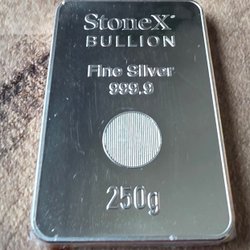 StoneX®
BULLION
Fine Silver
999.9
250g